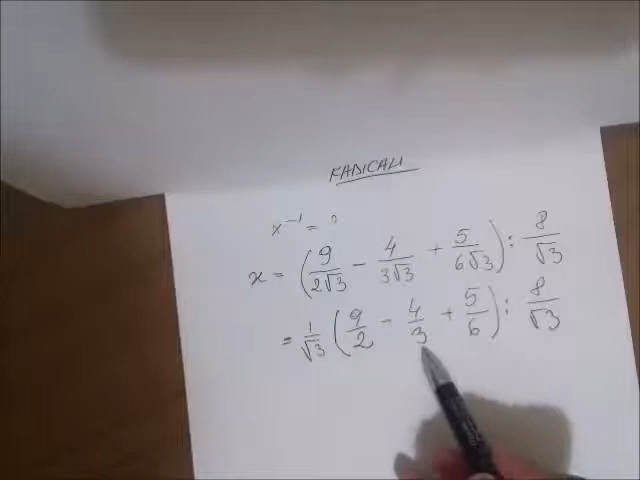 RADICALI
x⁻¹ = ?
x = (9/2√3 - 4/3√3 + 5/6√3) : 8/√3
= 1/√3 (9/2 - 4/3 + 5/6) : 8/√3